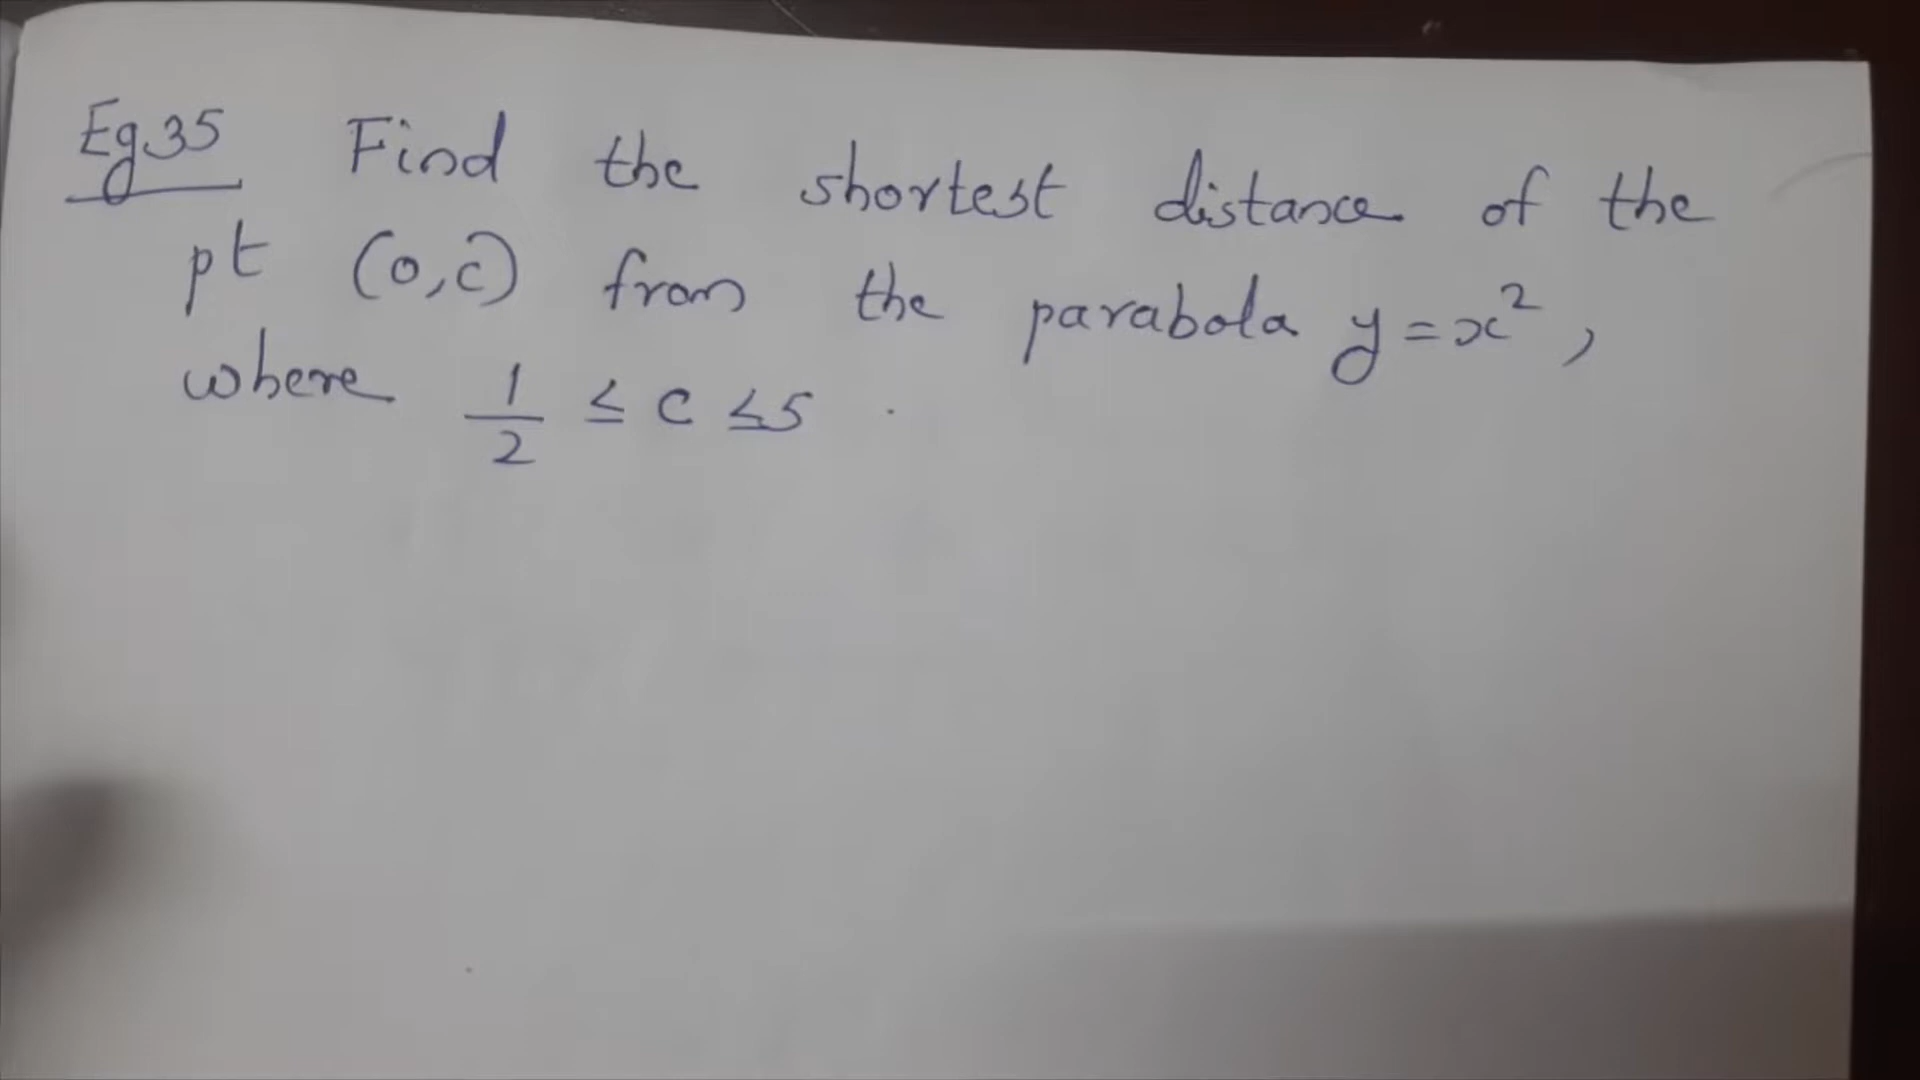 Eg.35 Find the shortest distance of the
pt (0,c) from the parabola y = x²,
where 1/2 ≤ c ≤ 5 .